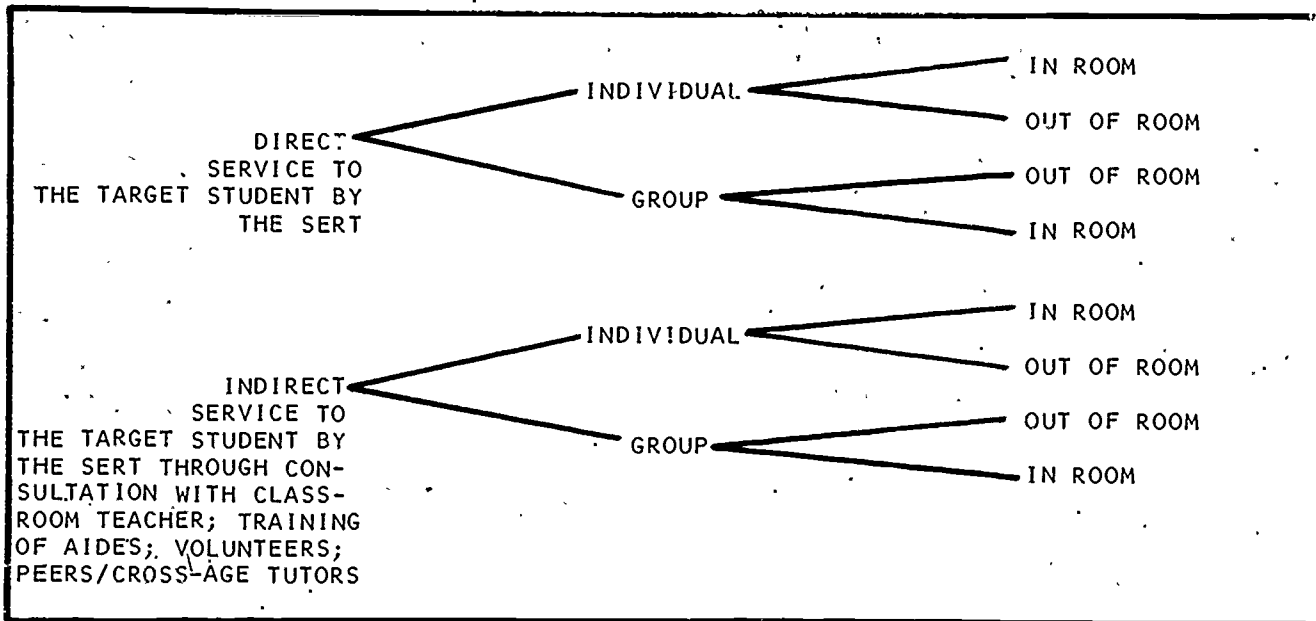 IN ROOM
INDIVIDUAL
OUT OF ROOM
DIRECT
SERVICE TO
THE TARGET STUDENT BY
THE SERT
OUT OF ROOM
GROUP
IN ROOM
IN ROOM
INDIVIDUAL
OUT OF ROOM
INDIRECT
SERVICE TO
THE TARGET STUDENT BY
THE SERT THROUGH CON-
SULTATION WITH CLASS-
ROOM TEACHER; TRAINING
OF AIDES; VOLUNTEERS;
PEERS/CROSS-AGE TUTORS
OUT OF ROOM
GROUP
IN ROOM